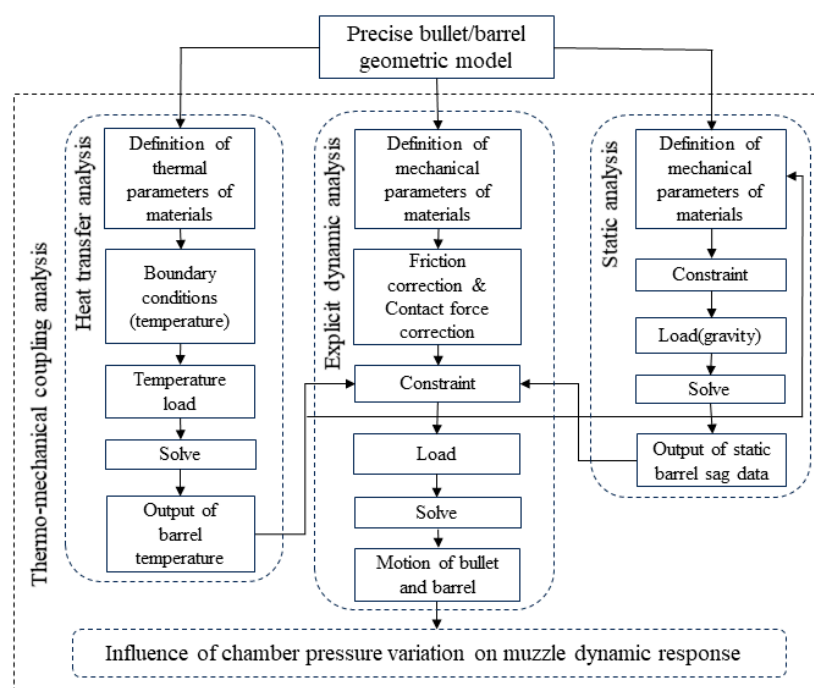 Precise bullet/barrel
geometric model
Thermo-mechanical coupling analysis
Heat transfer analysis
Definition of
thermal
parameters of
materials
Boundary
conditions
(temperature)
Temperature
load
Solve
Output of
barrel
temperature
Explicit dynamic analysis
Definition of
mechanical
parameters of
materials
Friction
correction &
Contact force
correction
Constraint
Load
Solve
Motion of bullet
and barrel
Static analysis
Definition of
mechanical
parameters of
materials
Constraint
Load(gravity)
Solve
Output of static
barrel sag data
Influence of chamber pressure variation on muzzle dynamic response